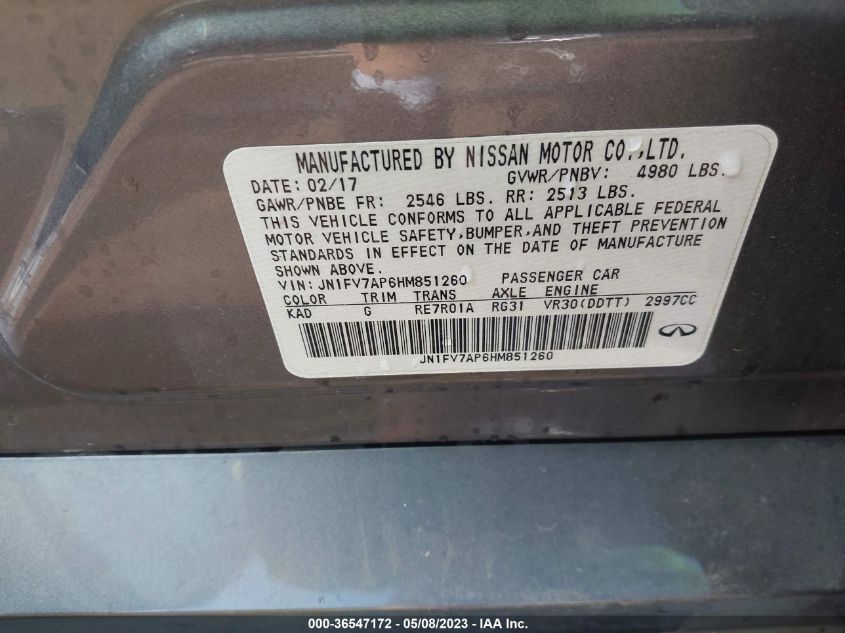 MANUFACTURED BY NISSAN MOTOR CO.,LTD.
DATE: 02/17 GVWR/PNBV: 4980 LBS.
GAWR/PNBE FR: 2546 LBS. RR: 2513 LBS.
THIS VEHICLE CONFORMS TO ALL APPLICABLE FEDERAL
MOTOR VEHICLE SAFETY,BUMPER,AND THEFT PREVENTION
STANDARDS IN EFFECT ON THE DATE OF MANUFACTURE
SHOWN ABOVE.
VIN: JN1FV7AP6HM851260 PASSENGER CAR
COLOR TRIM TRANS AXLE ENGINE
KAD G RE7R01A RG31 VR30(DDTT) 2997CC
JN1FV7AP6HM851260
000-36547172 - 05/08/2023 - IAA Inc.